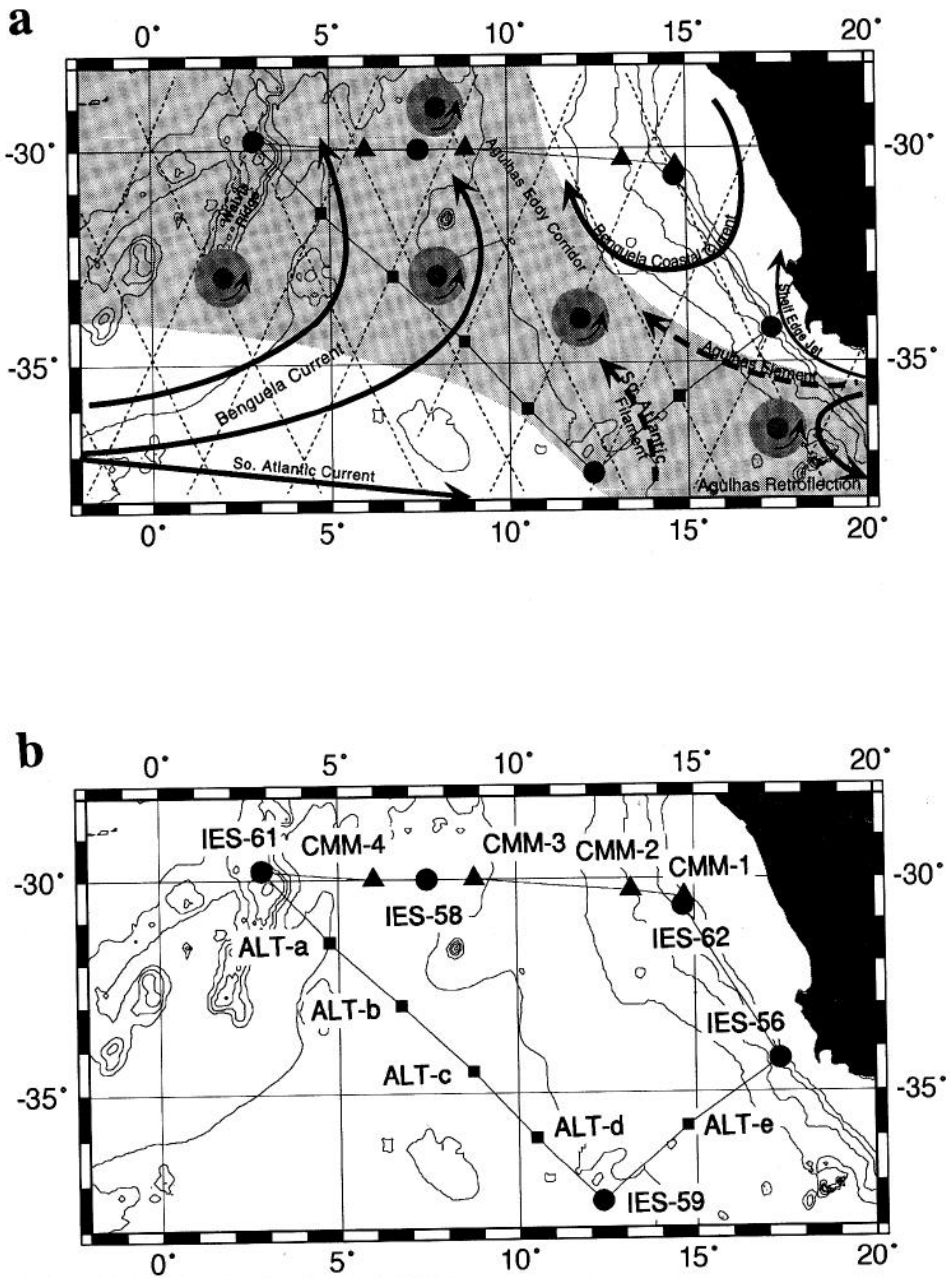 a
0° 5° 10° 15° 20°
-30°
-30°
Walvis
Ridge
Agulhas Eddy Corridor
Benguela Coastal Current
Shelf Edge Jet
Agulhas Filament
-35°
-35°
Benguela Current
So. Atlantic
Filament
So. Atlantic Current
Agulhas Retroflection
0° 5° 10° 15° 20°
b
0° 5° 10° 15° 20°
IES-61 CMM-4 CMM-3 CMM-2 CMM-1
-30°
-30°
IES-58
IES-62
ALT-a
ALT-b
IES-56
ALT-c
-35°
-35°
ALT-d ALT-e
IES-59
0° 5° 10° 15° 20°